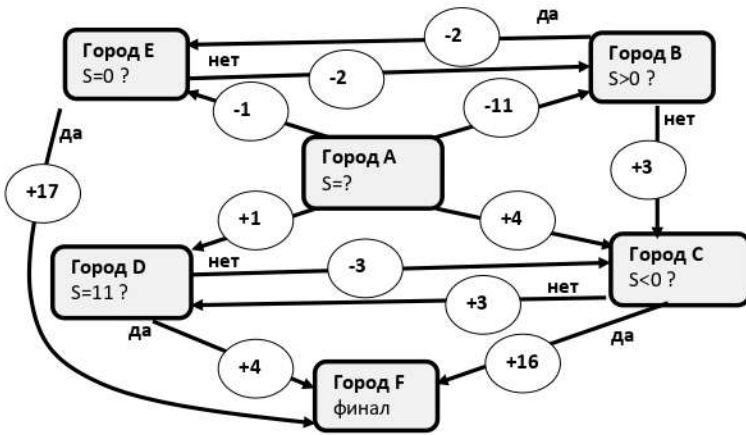 да
-2
Город E
S=0 ?
нет
-2
Город B
S>0 ?
да
-1
-11
нет
Город A
S=?
+17
+3
+1
+4
Город D
S=11 ?
нет
-3
Город C
S<0 ?
+3
нет
да
+4
+16
да
Город F
финал